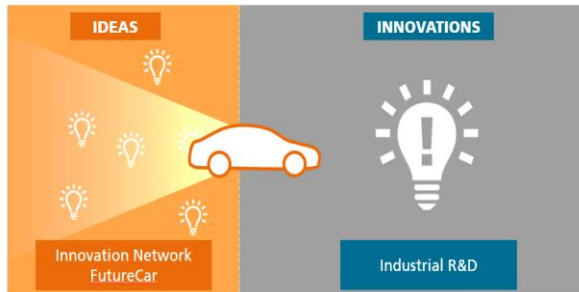 IDEAS
INNOVATIONS
!
Innovation Network
FutureCar
Industrial R&D